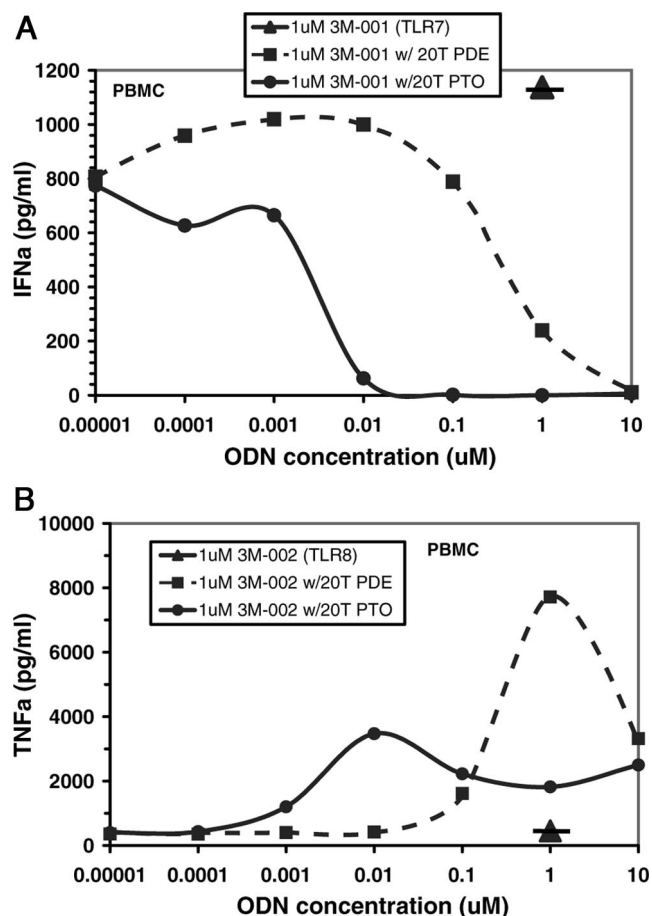 A
1uM 3M-001 (TLR7)
1uM 3M-001 w/ 20T PDE
1uM 3M-001 w/20T PTO
PBMC
1200
1000
800
600
400
200
0
IFNa (pg/ml)
0.00001 0.0001 0.001 0.01 0.1 1 10
ODN concentration (uM)
B
10000
8000
6000
4000
2000
0
TNFa (pg/ml)
PBMC
1uM 3M-002 (TLR8)
1uM 3M-002 w/20T PDE
1uM 3M-002 w/20T PTO
0.00001 0.0001 0.001 0.01 0.1 1 10
ODN concentration (uM)